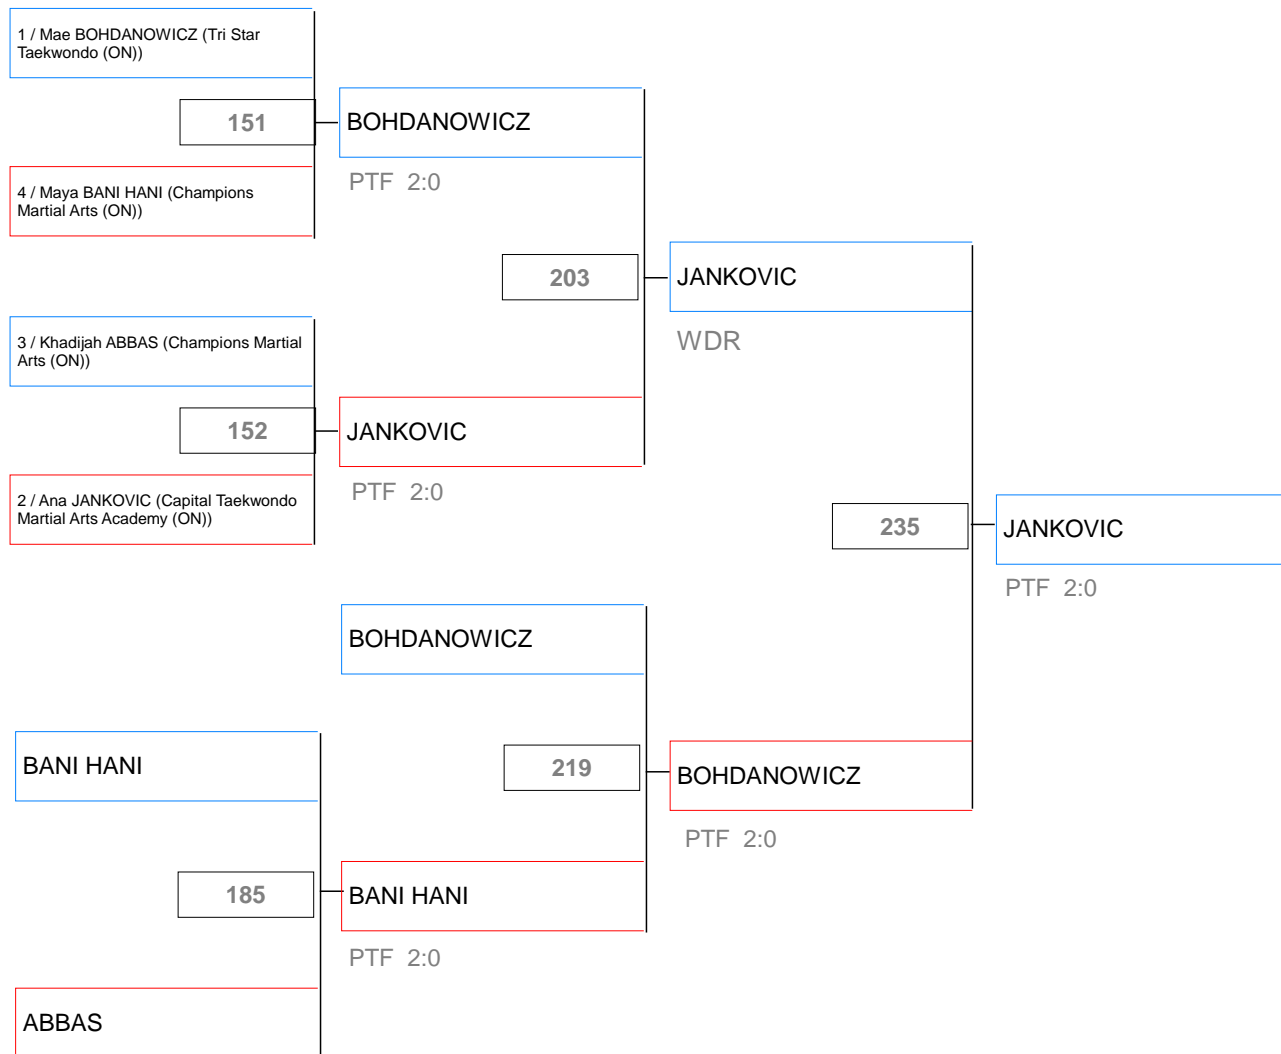 1 / Mae BOHDANOWICZ (Tri Star
Taekwondo (ON))
151
BOHDANOWICZ
PTF 2:0
4 / Maya BANI HANI (Champions
Martial Arts (ON))
203
JANKOVIC
WDR
3 / Khadijah ABBAS (Champions Martial
Arts (ON))
152
JANKOVIC
PTF 2:0
2 / Ana JANKOVIC (Capital Taekwondo
Martial Arts Academy (ON))
235
JANKOVIC
PTF 2:0
BOHDANOWICZ
219
BOHDANOWICZ
PTF 2:0
BANI HANI
185
BANI HANI
PTF 2:0
ABBAS